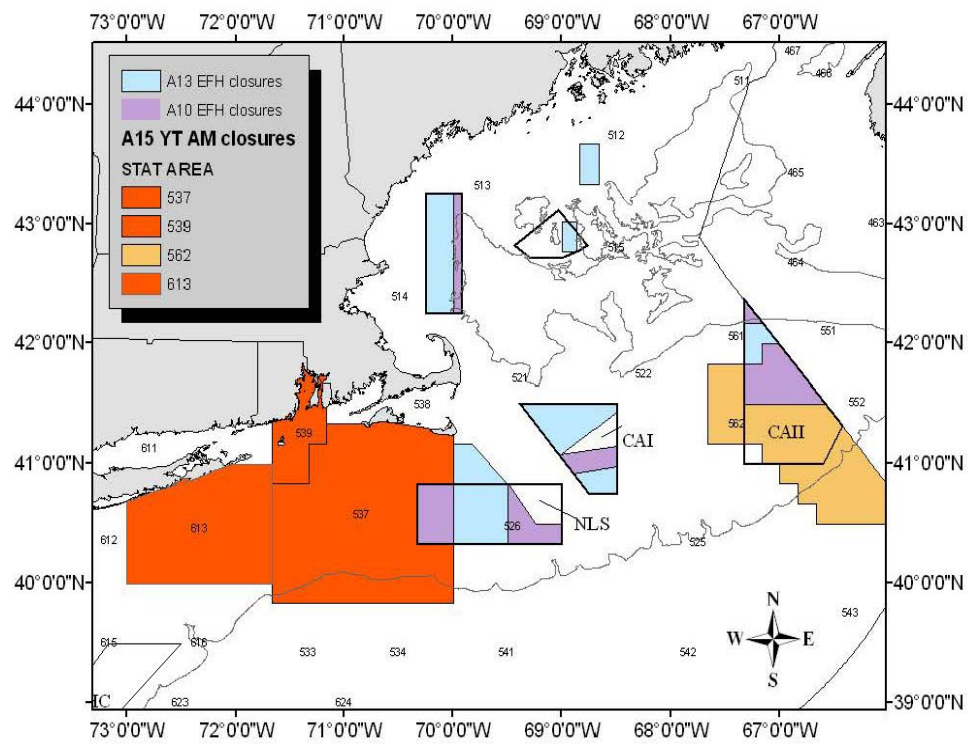 72°0'0"W 71°0'0"W 70°0'0"W 69°0'0"W 68°0'0"W 67°0'0"W
A13 EFH closures
A10 EFH closures
A15 YT AM closures
STAT AREA
537
539
562
613
44°0'0"N
43°0'0"N
42°0'0"N
41°0'0"N
40°0'0"N
44°0'0"N
43°0'0"N
42°0'0"N
41°0'0"N
40°0'0"N
39°0'0"N
467
466
511
512
465
513
463
515
464
514
561
551
521
522
552
538
562
CAII
611
539
CAI
613
537
526
NLS
612
525
N
W E
S
543
615
616
533
534
541
542
IC
623
624
73°0'0"W 72°0'0"W 71°0'0"W 70°0'0"W 69°0'0"W 68°0'0"W 67°0'0"W